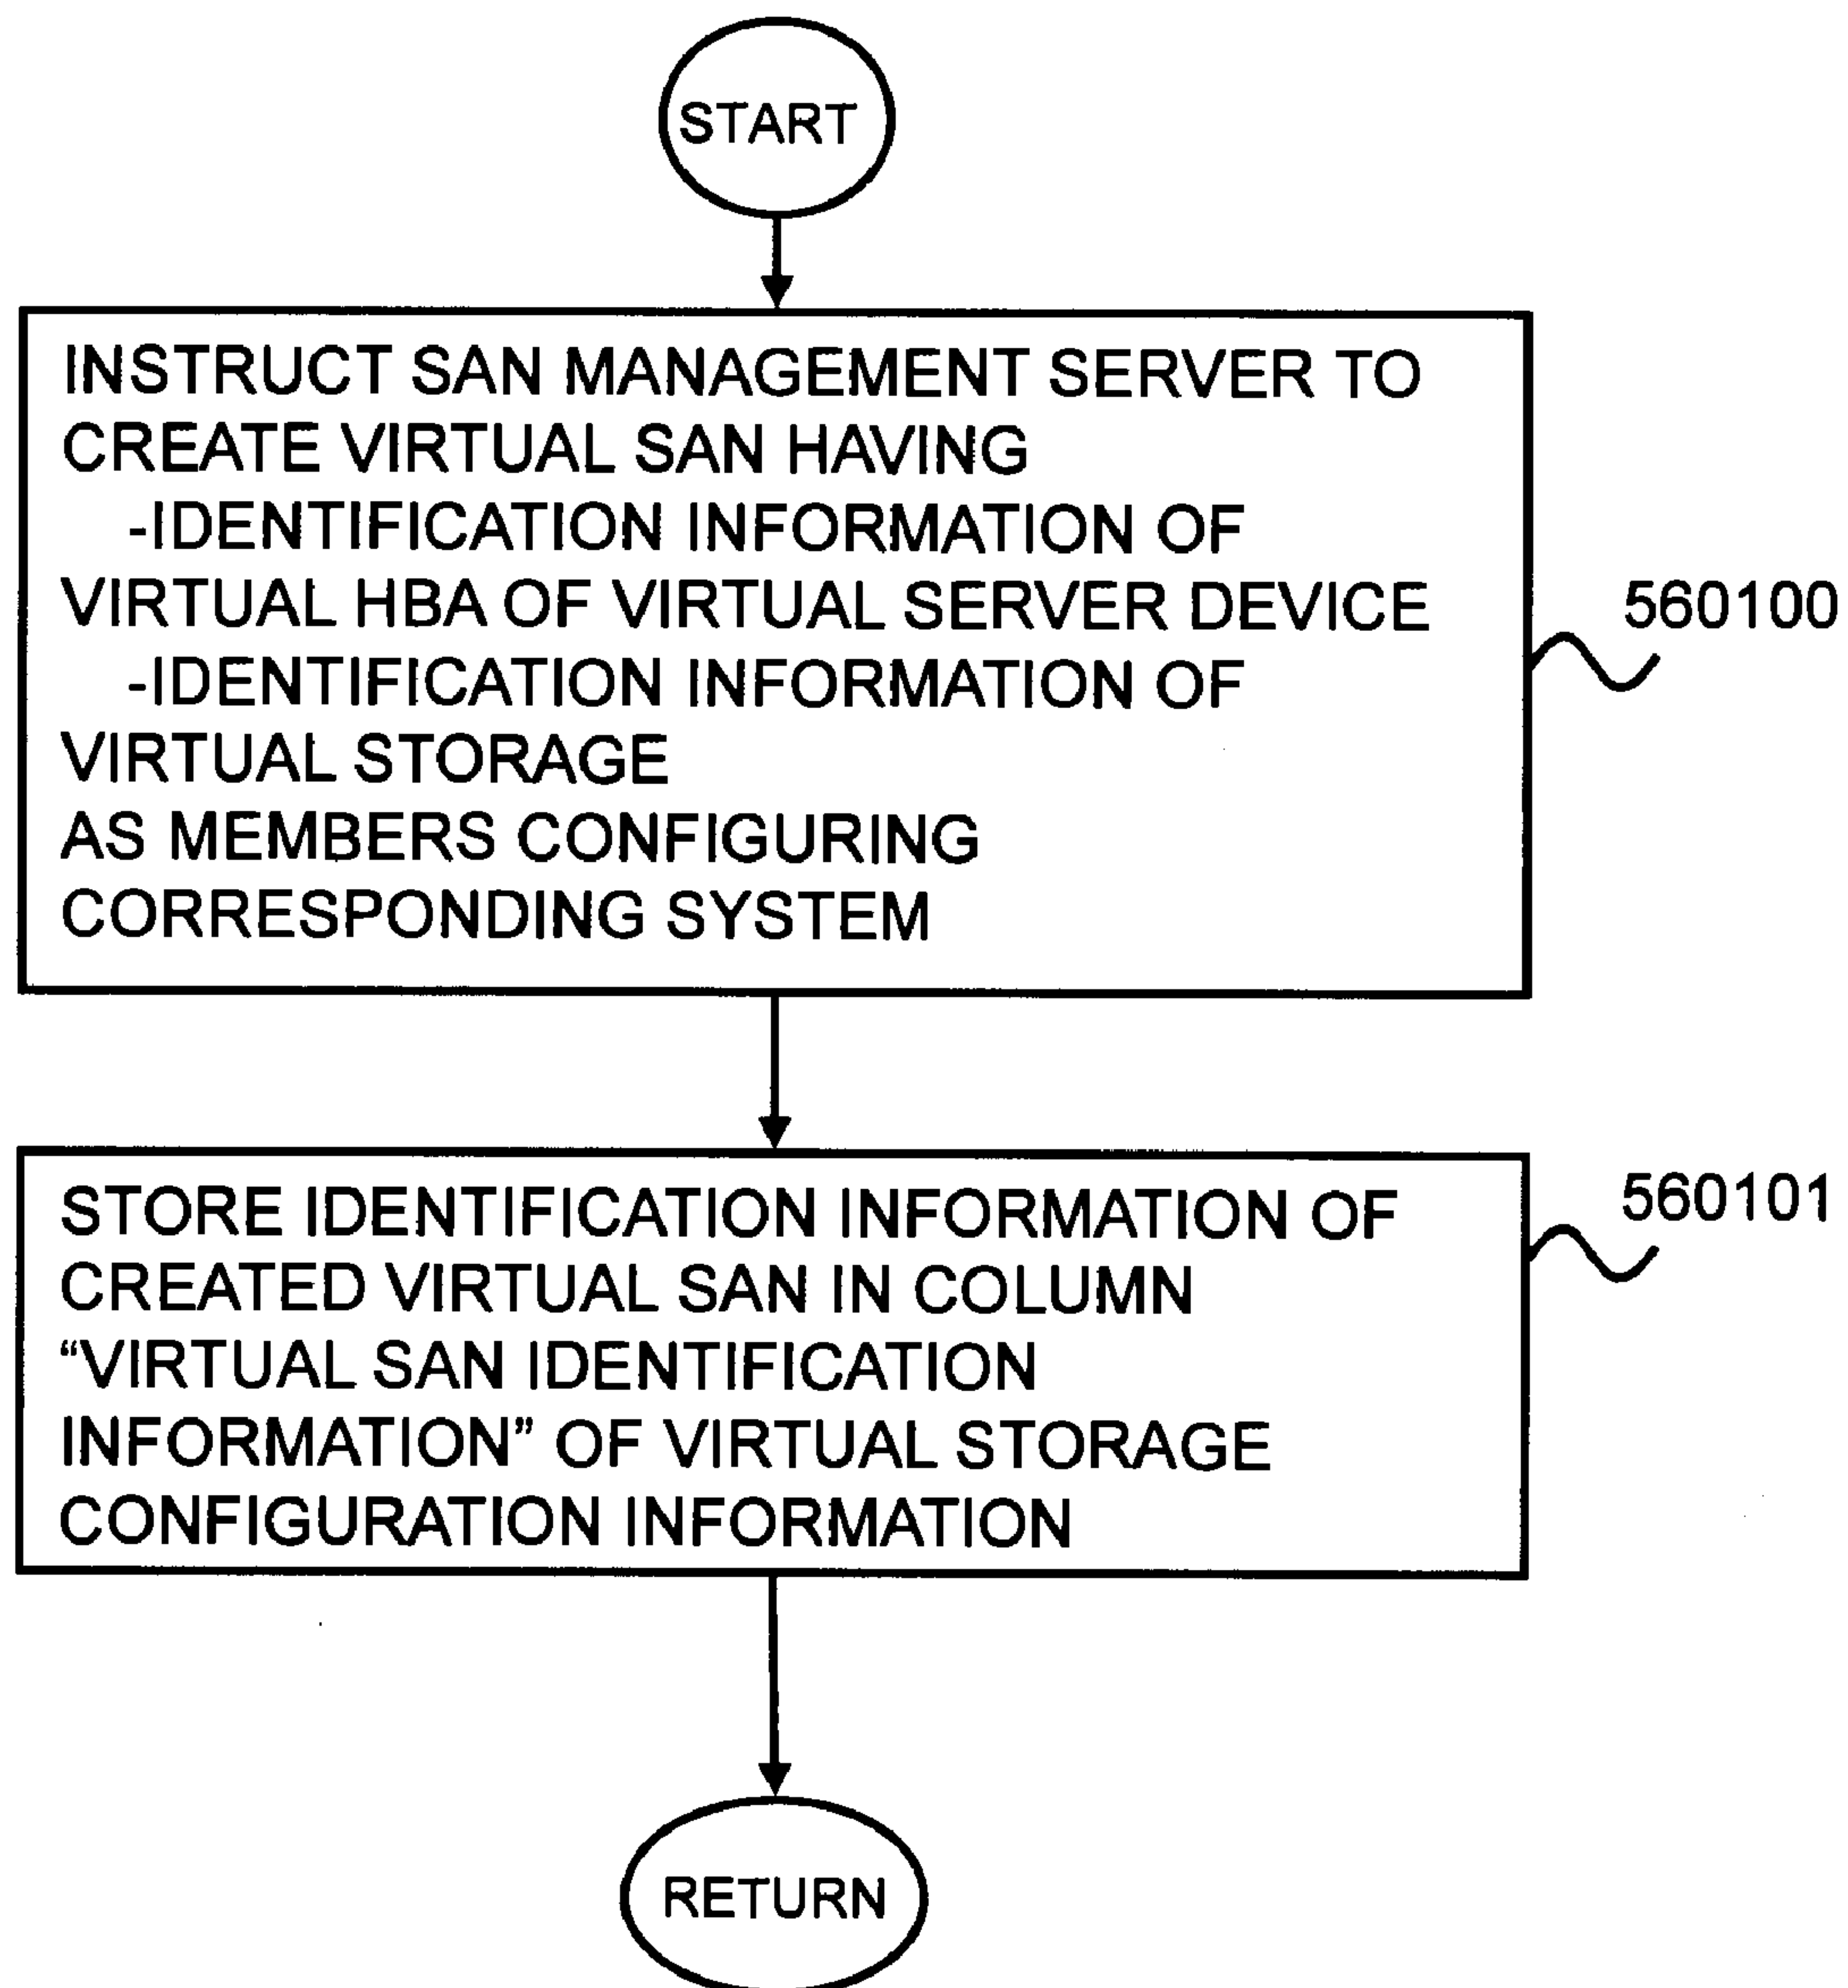 START
INSTRUCT SAN MANAGEMENT SERVER TO
CREATE VIRTUAL SAN HAVING
-IDENTIFICATION INFORMATION OF
VIRTUAL HBA OF VIRTUAL SERVER DEVICE
-IDENTIFICATION INFORMATION OF
VIRTUAL STORAGE
AS MEMBERS CONFIGURING
CORRESPONDING SYSTEM
560100
STORE IDENTIFICATION INFORMATION OF
CREATED VIRTUAL SAN IN COLUMN
“VIRTUAL SAN IDENTIFICATION
INFORMATION” OF VIRTUAL STORAGE
CONFIGURATION INFORMATION
560101
RETURN